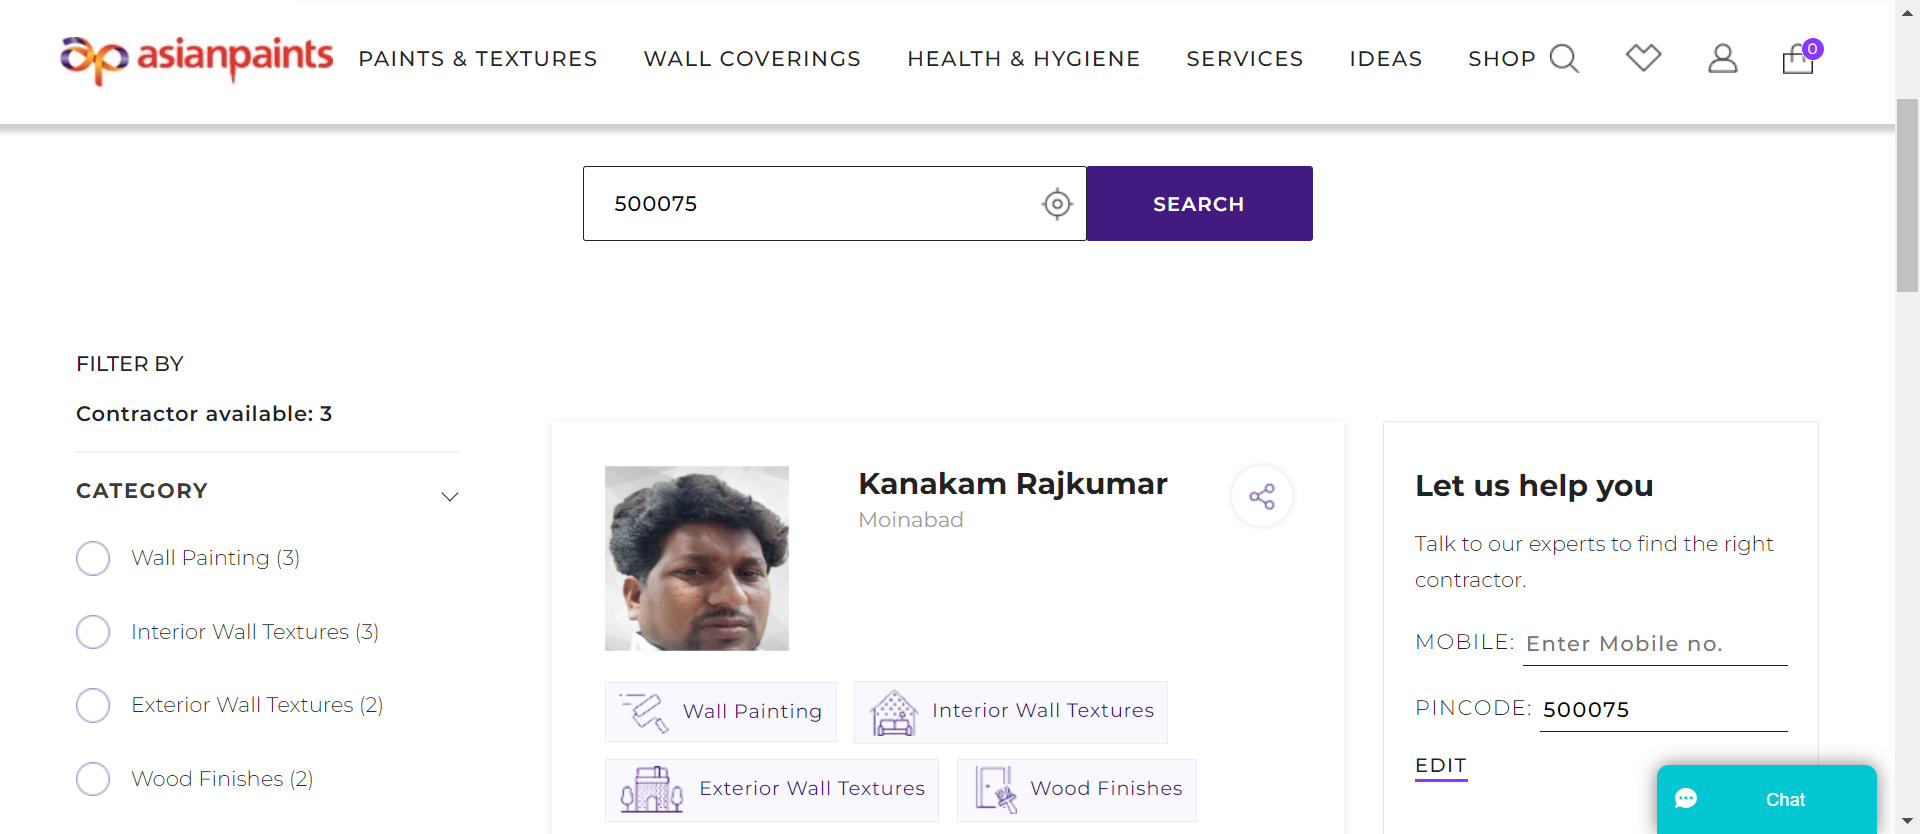 asianpaints PAINTS & TEXTURES WALL COVERINGS HEALTH & HYGIENE SERVICES IDEAS SHOP 0
500075 SEARCH
FILTER BY
Contractor available: 3
CATEGORY
Wall Painting (3)
Interior Wall Textures (3)
Exterior Wall Textures (2)
Wood Finishes (2)
Kanakam Rajkumar
Moinabad
Wall Painting Interior Wall Textures
Exterior Wall Textures Wood Finishes
Let us help you
Talk to our experts to find the right
contractor.
MOBILE: Enter Mobile no.
PINCODE: 500075
EDIT
Chat